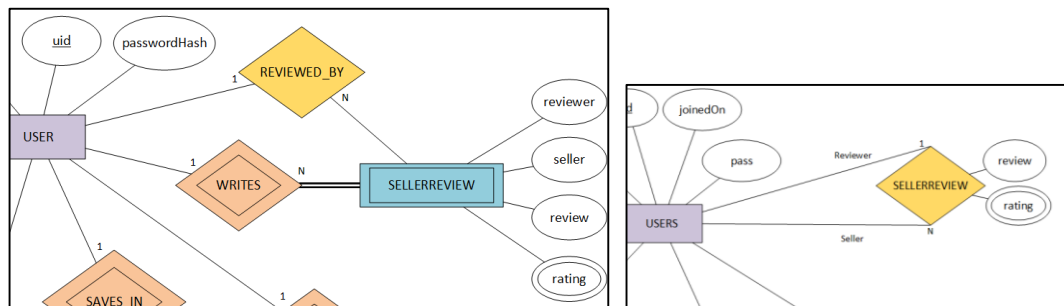 uid
passwordHash
REVIEWED_BY
1
N
reviewer
USER
seller
1
WRITES
N
SELLERREVIEW
review
1
SAVES_IN
1
rating
d
joinedOn
pass
Reviewer
1
review
SELLERREVIEW
rating
USERS
Seller
N